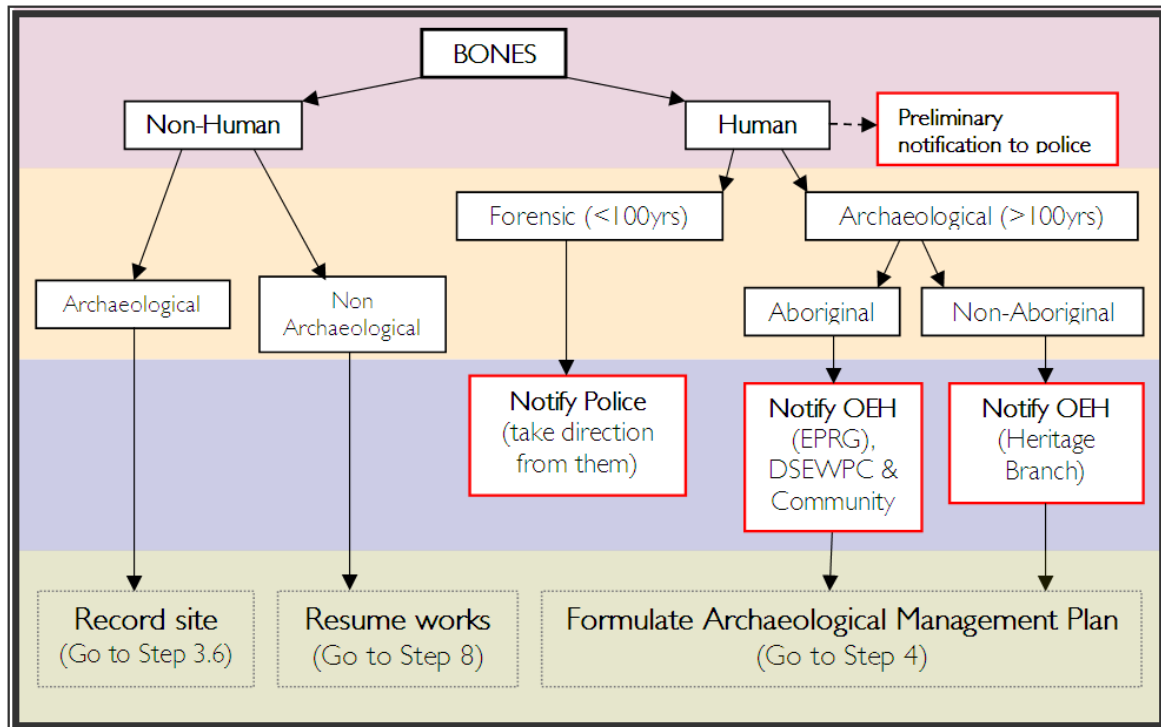 BONES
Non-Human
Human
Preliminary
notification to police
Forensic (<100yrs)
Archaeological (>100yrs)
Archaeological
Non
Archaeological
Aboriginal
Non-Aboriginal
Notify Police
(take direction
from them)
Notify OEH
(EPRG),
DSEWPC &
Community
Notify OEH
(Heritage
Branch)
Record site
(Go to Step 3.6)
Resume works
(Go to Step 8)
Formulate Archaeological Management Plan
(Go to Step 4)